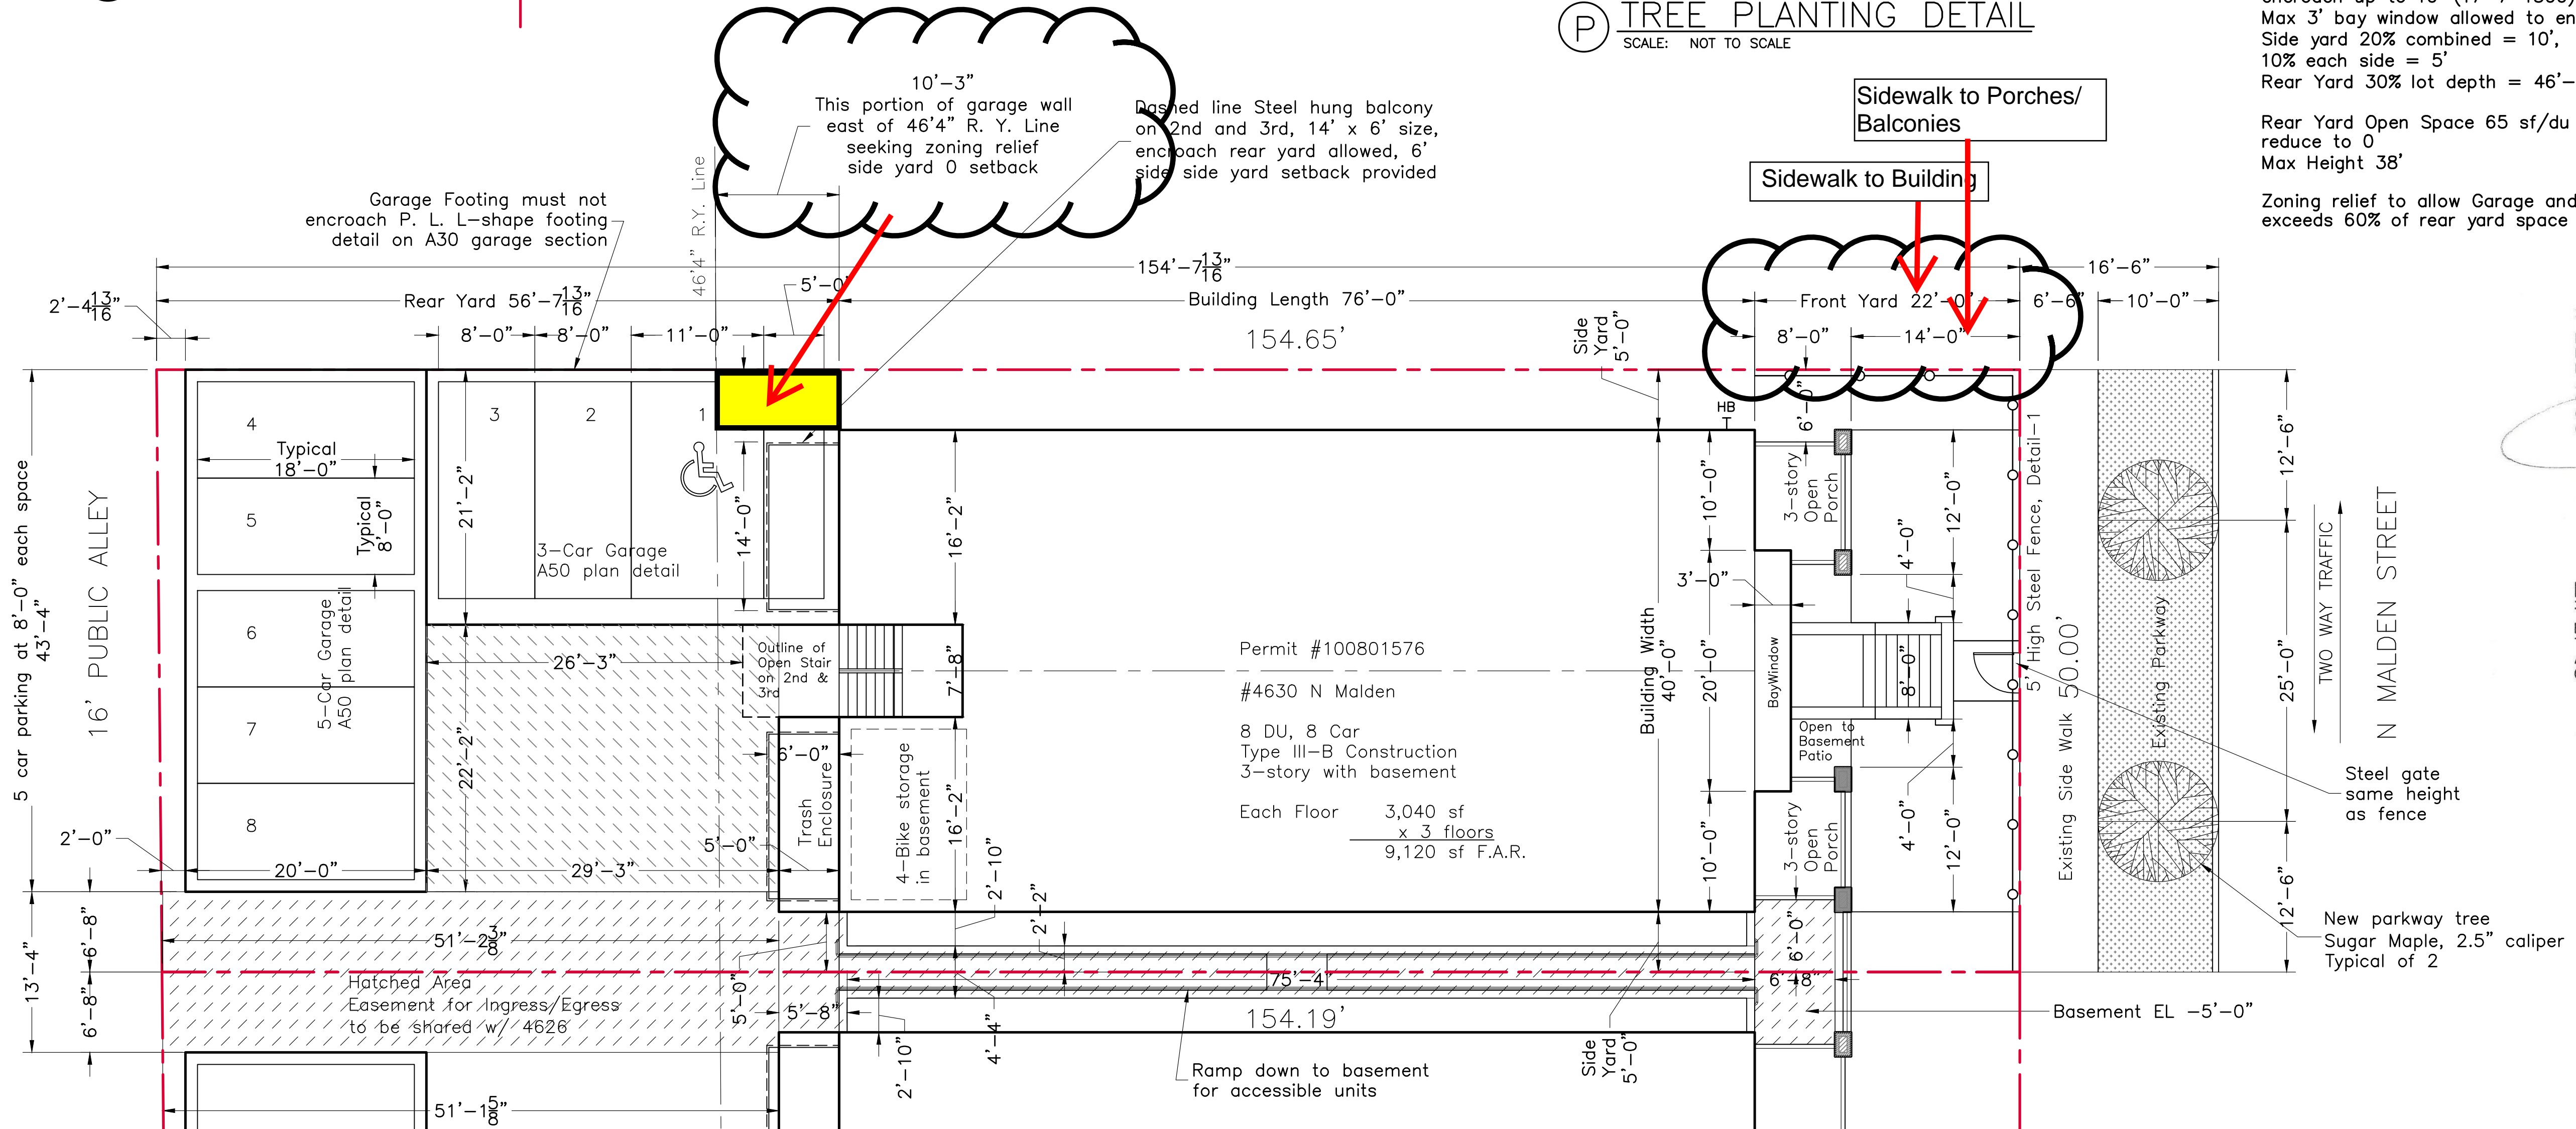 P
TREE PLANTING DETAIL
SCALE: NOT TO SCALE
Max 3' bay window allowed to en
Side yard 20% combined = 10',
10% each side = 5'
Rear Yard 30% lot depth = 46'-
Rear Yard Open Space 65 sf/du
reduce to 0
Max Height 38'
Zoning relief to allow Garage and
exceeds 60% of rear yard space
10'-3"
This portion of garage wall
east of 46'4" R. Y. Line
seeking zoning relief
side yard 0 setback
Dashed line Steel hung balcony
on 2nd and 3rd, 14' x 6' size,
encroach rear yard allowed, 6'
side side yard setback provided
Sidewalk to Porches/
Balconies
Sidewalk to Building
Garage Footing must not
encroach P. L. L-shape footing
detail on A30 garage section
46'4" R.Y. Line
154'-7 13/16"
16'-6"
2'-4 13/16"
Rear Yard 56'-7 13/16"
5'-0"
Building Length 76'-0"
Front Yard 22'-0"
6'-6"
10'-0"
8'-0"
8'-0"
11'-0"
154.65'
Side
Yard
5'-0"
8'-0"
14'-0"
6'-0"
HB
T
5 car parking at 8'-0" each space
43'-4"
16' PUBLIC ALLEY
4
Typical
18'-0"
5
Typical
8'-0"
6
7
8
5-Car Garage
A50 plan detail
3
2
1
21'-2"
3-Car Garage
A50 plan detail
14'-0"
16'-2"
26'-3"
Outline of
Open Stair
on 2nd &
3rd
7'-8"
22'-2"
6'-0"
Trash
Enclosure
4-Bike storage
in basement
16'-2"
5'-0"
2'-0"
20'-0"
29'-3"
Permit #100801576
#4630 N Malden
8 DU, 8 Car
Type III-B Construction
3-story with basement
Each Floor 3,040 sf
x 3 floors
9,120 sf F.A.R.
Building Width
40'-0"
10'-0"
20'-0"
10'-0"
3'-0"
BayWindow
3-story
Open
Porch
12'-0"
4'-0"
8'-0"
Open to
Basement
Patio
4'-0"
12'-0"
3-story
Open
Porch
5' High Steel Fence, Detail-1
Existing Side Walk 50.00'
Existing Parkway
12'-6"
25'-0"
12'-6"
TWO WAY TRAFFIC
N MALDEN STREET
Steel gate
same height
as fence
New parkway tree
Sugar Maple, 2.5" caliper
Typical of 2
13'-4"
6'-8"
6'-8"
51'-2 3/8"
Hatched Area
Easement for Ingress/Egress
to be shared w/ 4626
5'-0"
5'-8"
2'-10"
4'-4"
2'-10"
2'-2"
75'-4"
154.19'
Side
Yard
5'-0"
6'-0"
6'-8"
Basement EL -5'-0"
Ramp down to basement
for accessible units
51'-1 5/8"